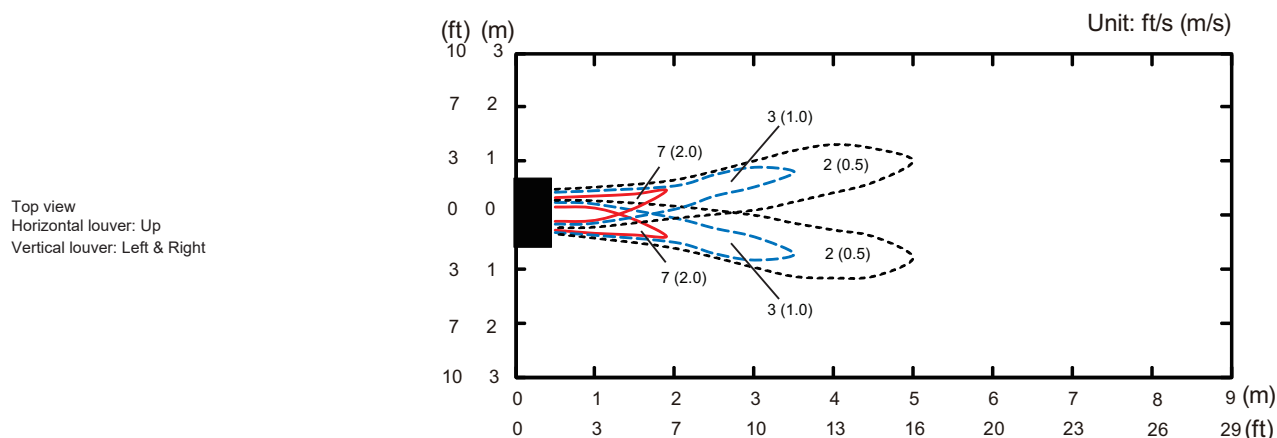 Unit: ft/s (m/s)
(ft) (m)
10 3
7 2
3 1
0 0
3 1
7 2
10 3
3 (1.0)
7 (2.0)
2 (0.5)
Top view
Horizontal louver: Up
Vertical louver: Left & Right
2 (0.5)
7 (2.0)
3 (1.0)
0 1 2 3 4 5 6 7 8 9 (m)
0 3 7 10 13 16 20 23 26 29 (ft)